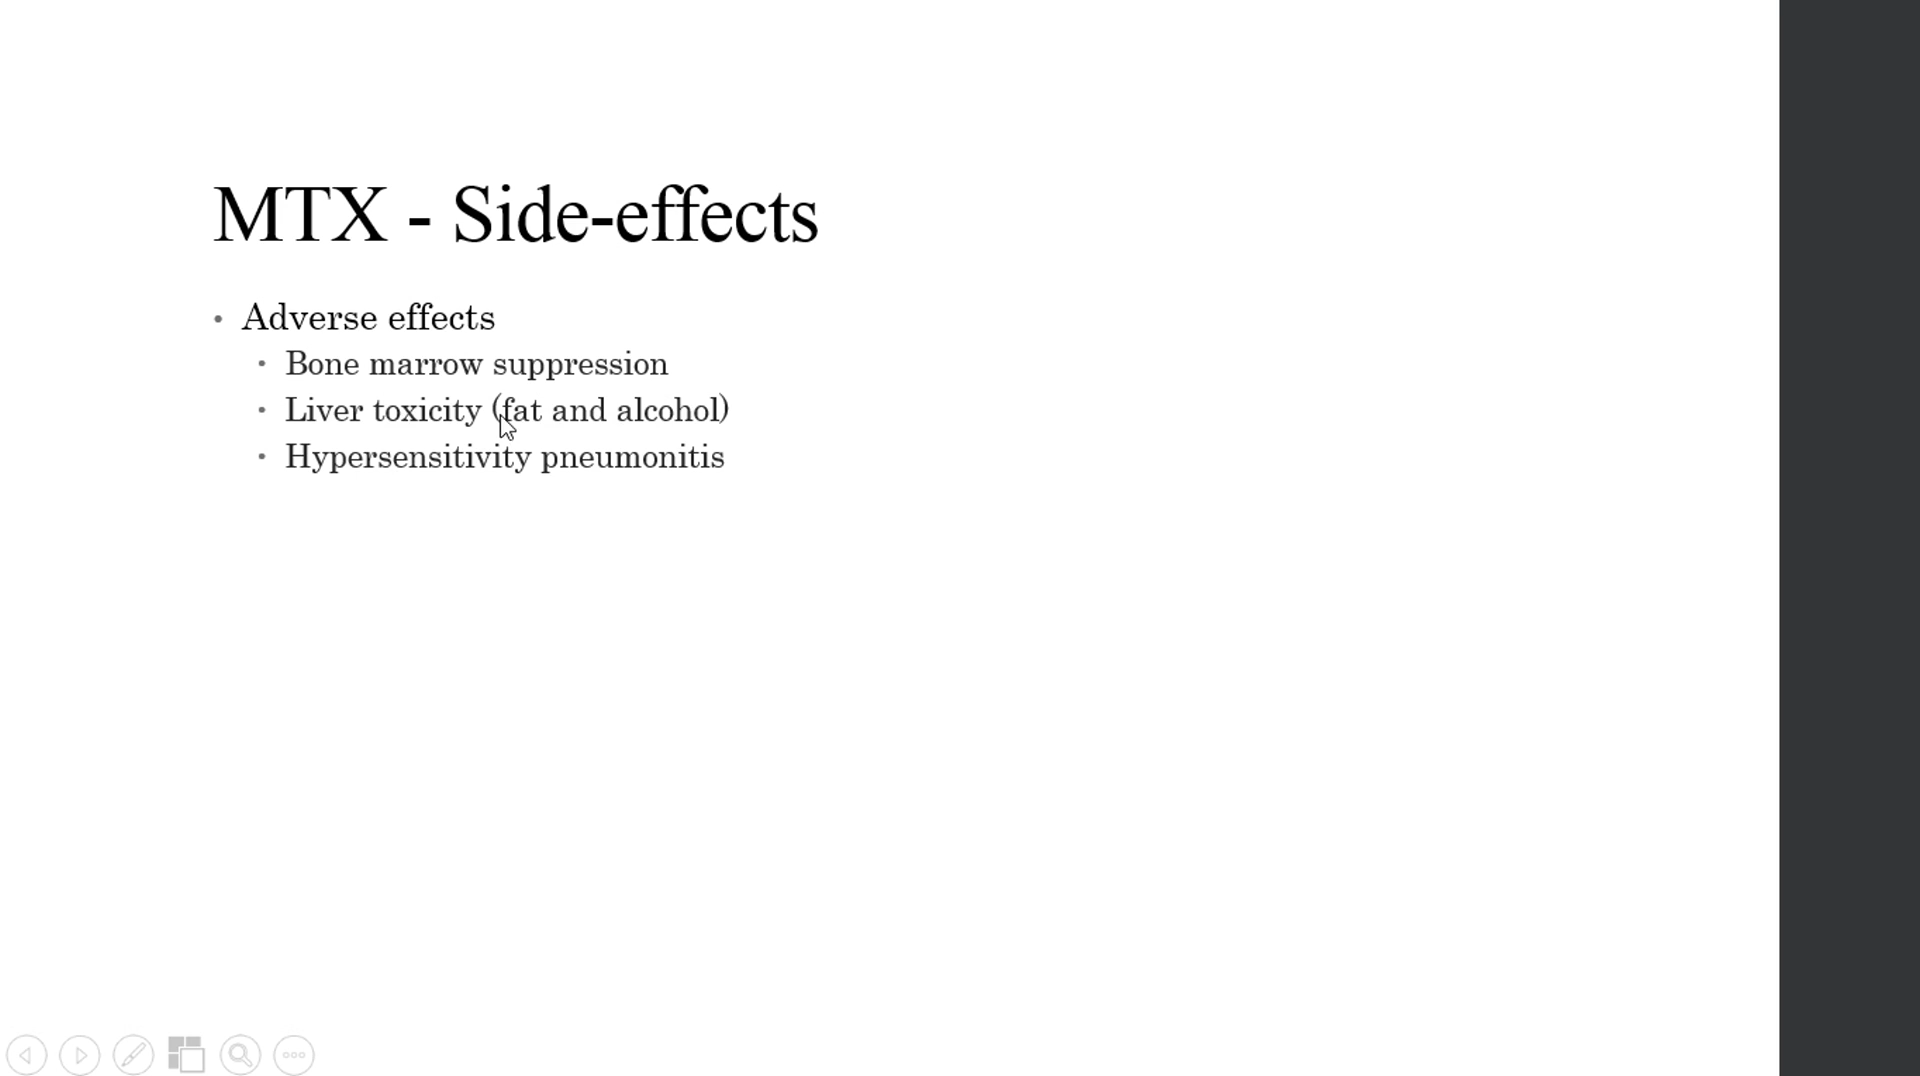 MTX - Side-effects
• Adverse effects
• Bone marrow suppression
• Liver toxicity (fat and alcohol)
• Hypersensitivity pneumonitis